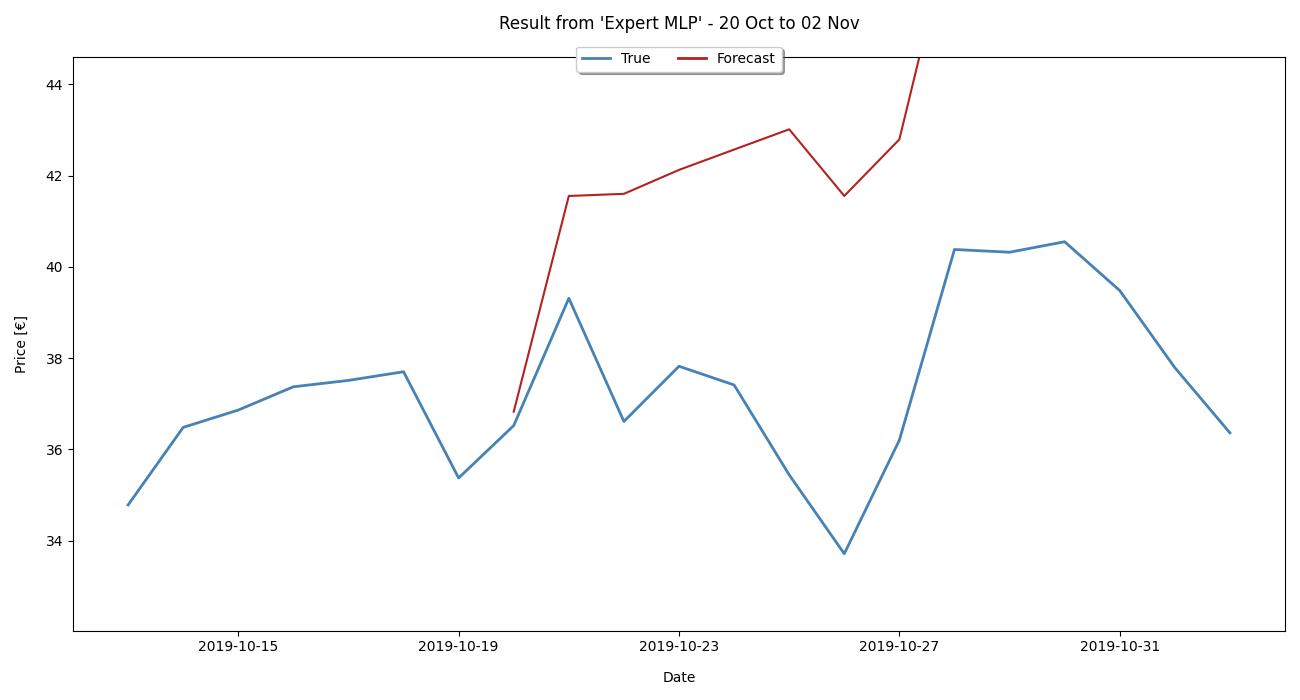 Result from 'Expert MLP' - 20 Oct to 02 Nov
True
Forecast
44
42
40
38
36
34
Price [€]
2019-10-15
2019-10-19
2019-10-23
2019-10-27
2019-10-31
Date